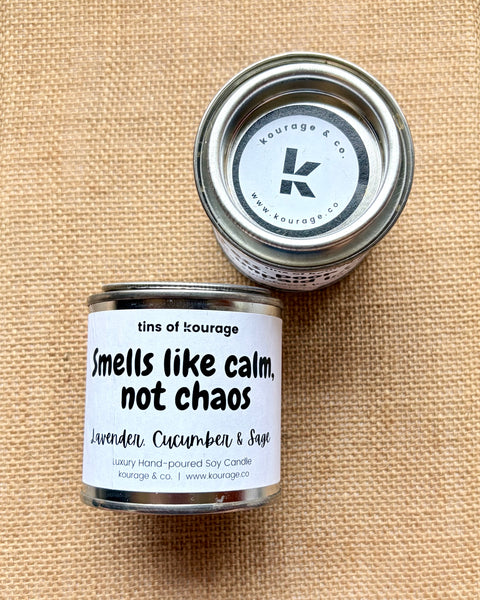 kourage & co.
K
www.kourage.co
tins of kourage
Smells like calm,
not chaos
Lavender, Cucumber & Sage
Luxury Hand-poured Soy Candle
kourage & co. | www.kourage.co